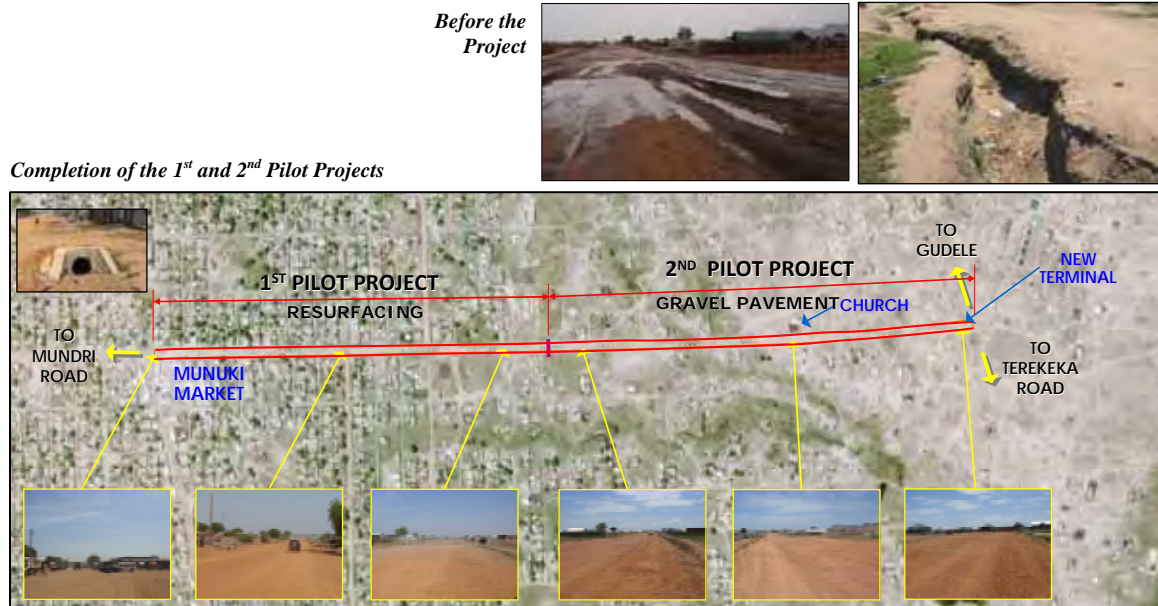 Before the
Project
Completion of the 1st and 2nd Pilot Projects
TO
GUDELE
NEW
TERMINAL
1ST PILOT PROJECT
2ND PILOT PROJECT
RESURFACING
GRAVEL PAVEMENT
CHURCH
TO
MUNDRI
ROAD
MUNUKI
MARKET
TO
TEREKEKA
ROAD